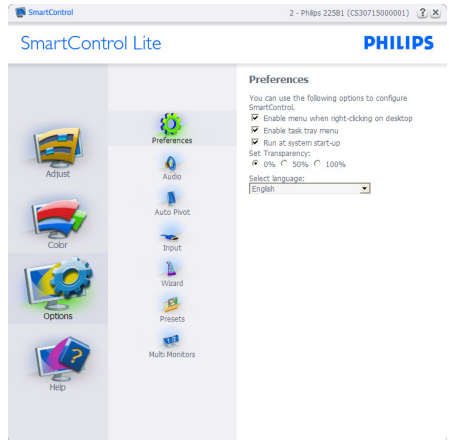 SmartControl
2 - Philips 225B1 (CS30715000001)
SmartControl Lite
PHILIPS
Adjust
Color
Options
Help
Preferences
Audio
Auto Pivot
Input
Wizard
Presets
Multi Monitors
Preferences
You can use the following options to configure
SmartControl.
Enable menu when right-clicking on desktop
Enable task tray menu
Run at system start-up
Set Transparency:
0% 50% 100%
Select language:
English